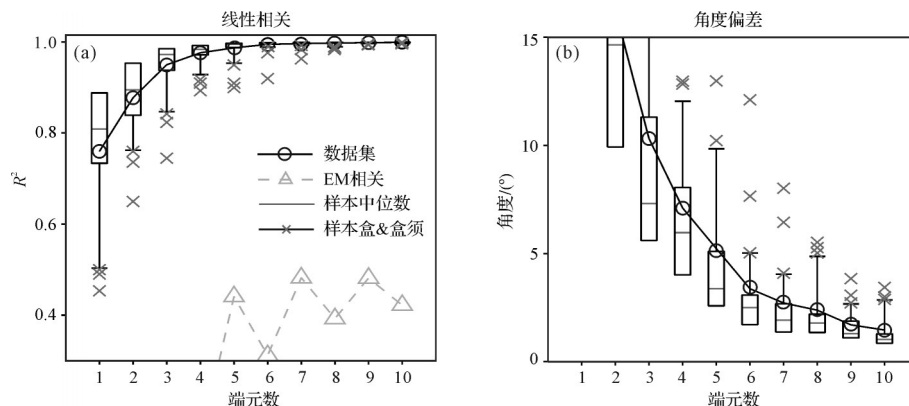 线性相关
(a)
1.0
0.8
0.6
0.4
R²
数据集
EM相关
样本中位数
样本盒&盒须
1 2 3 4 5 6 7 8 9 10
端元数
角度偏差
(b)
15
10
5
0
角度/(°)
1 2 3 4 5 6 7 8 9 10
端元数